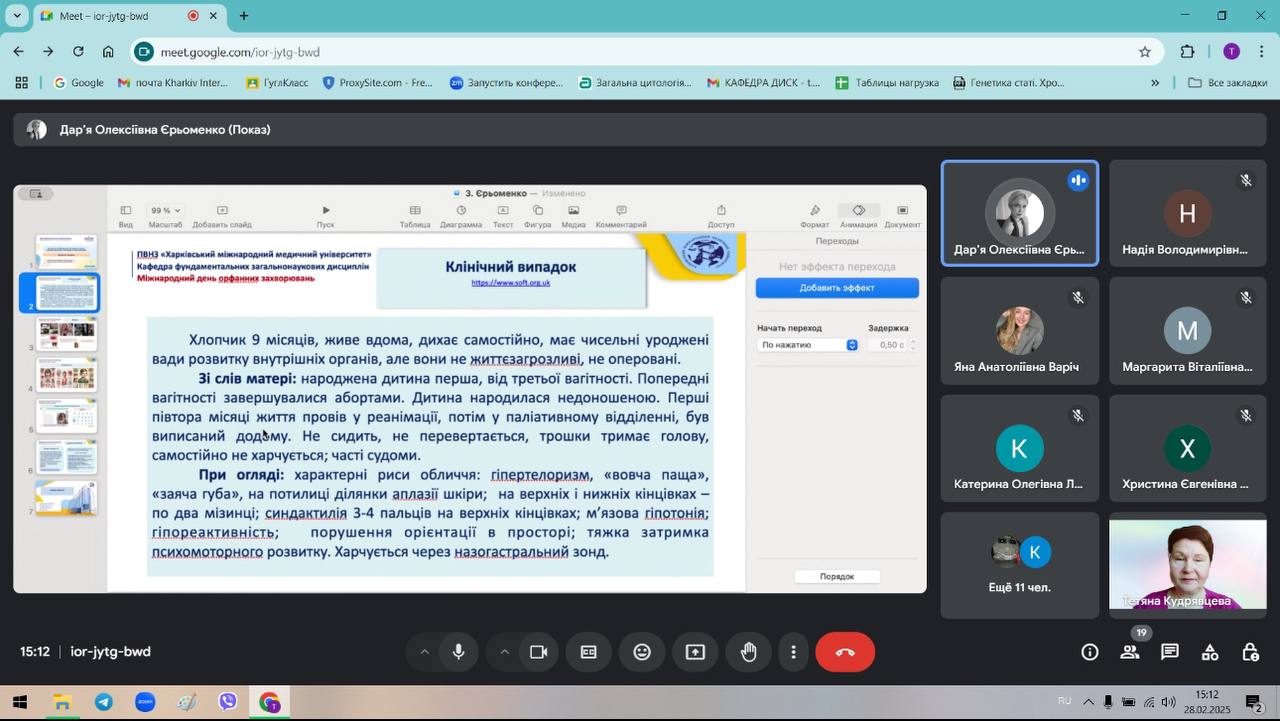 Meet – ior-jytg-bwd
meet.google.com/ior-jytg-bwd
T
Google
почта Kharkiv Inter...
ГуглКласс
ProxySite.com - Fre...
Запустить конфере...
Загальна цитологія...
КАФЕДРА ДИСК - t....
Таблицы нагрузка
Генетика статі. Хро...
»
Все закладки
Дар’я Олексіївна Єрьоменко (Показ)
3. Єрьоменко — Изменено
99 %
Вид
Масштаб
Добавить слайд
Пуск
Таблица
Диаграмма
Текст
Фигура
Медиа
Комментарий
Доступ
Формат
Анимация
Документ
1
2
3
4
5
6
7
ПВНЗ «Харківський міжнародний медичний університет»
Кафедра фундаментальних загальнонаукових дисциплін
Міжнародний день орфанних захворювань
Клінічний випадок
https://www.soft.org.uk
Хлопчик 9 місяців, живе вдома, дихає самостійно, має чисельні уроджені
вади розвитку внутрішніх органів, але вони не життєзагрозливі, не оперовані.
Зі слів матері: народжена дитина перша, від третьої вагітності. Попередні
вагітності завершувалися абортами. Дитина народилася недоношеною. Перші
півтора місяці життя провів у реанімації, потім у паліативному відділенні, був
виписаний додому. Не сидить, не перевертається, трошки тримає голову,
самостійно не харчується; часті судоми.
При огляді: характерні риси обличчя: гіпертелоризм, «вовча паща»,
«заяча губа», на потилиці ділянки аплазії шкіри; на верхніх і нижніх кінцівках –
по два мізинці; синдактилія 3-4 пальців на верхніх кінцівках; м’язова гіпотонія;
гіпореактивність; порушення орієнтації в просторі; тяжка затримка
психомоторного розвитку. Харчується через назогастральний зонд.
Переходы
Нет эффекта перехода
Добавить эффект
Начать переход
Задержка
По нажатию
0,50 с
Порядок
Дар’я Олексіївна Єрь...
Н
Надія Володимирівн...
Яна Анатоліївна Варіч
М
Маргарита Віталіївна...
К
Катерина Олегівна Л...
Х
Христина Євгенівна ...
К
Ещё 11 чел.
Тетяна Кудрявцева
15:12 | ior-jytg-bwd
19
zoom
RU
15:12
28.02.2025
2